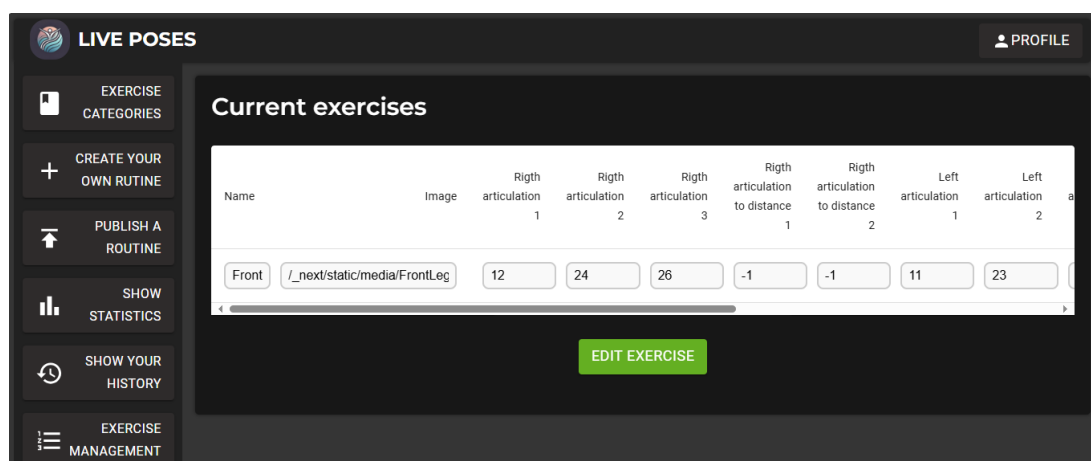 LIVE POSES
PROFILE
EXERCISE
CATEGORIES
CREATE YOUR
OWN RUTINE
PUBLISH A
ROUTINE
SHOW
STATISTICS
SHOW YOUR
HISTORY
EXERCISE
MANAGEMENT
Current exercises
Name
Image
Rigth
articulation
1
Rigth
articulation
2
Rigth
articulation
3
Rigth
articulation
to distance
1
Rigth
articulation
to distance
2
Left
articulation
1
Left
articulation
2
Front
/_next/static/media/FrontLeg
12
24
26
-1
-1
11
23
EDIT EXERCISE